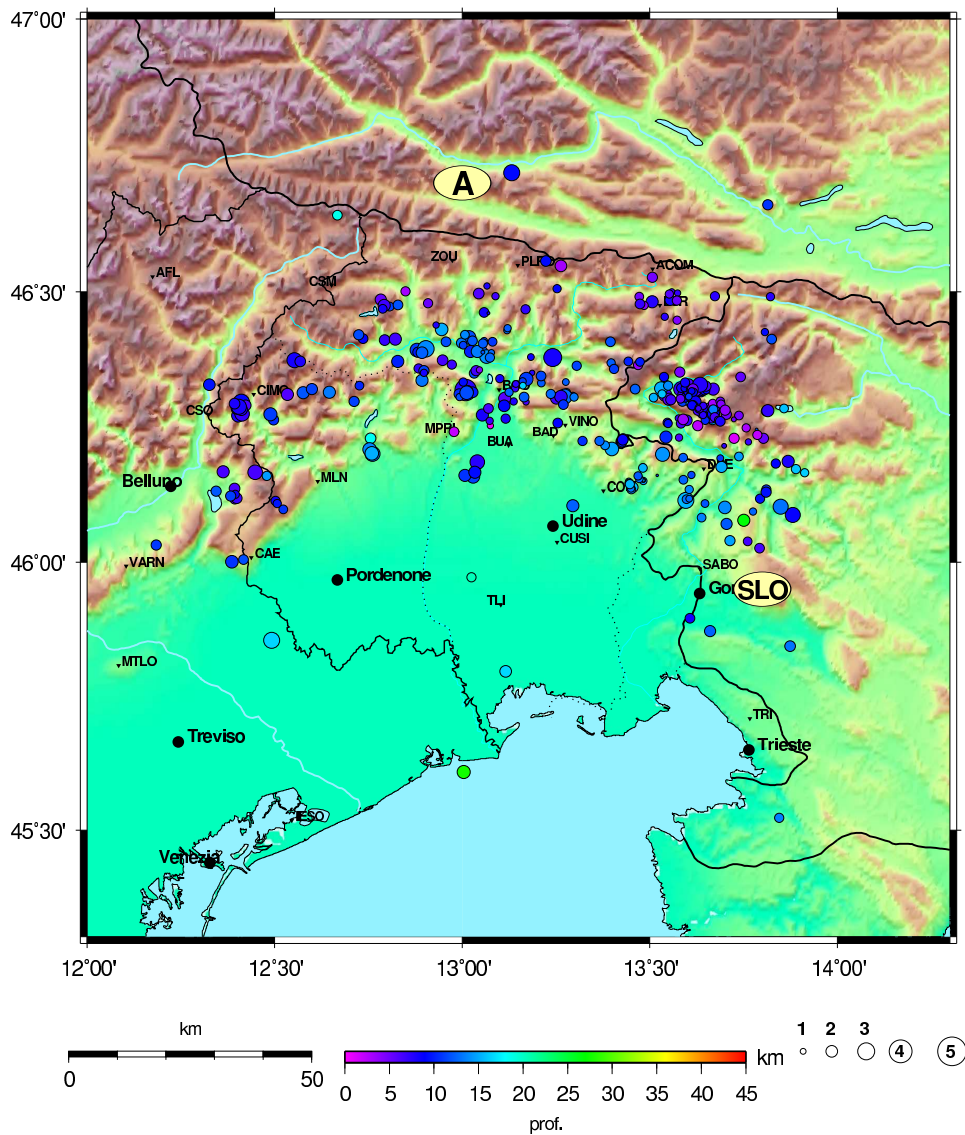 47°00'
A
ZOU
PLRO
ACOM
AFL
CSM
46°30'
CIMO
CSO
MPRI
VINO
BAD
BUA
MLN
Belluno
Udine
CUSI
46°00'
CAE
VARN
Pordenone
SABO
SLO
TLI
MTLO
TRI
Treviso
Trieste
45°30'
IESO
Venezia
12°00'
12°30'
13°00'
13°30'
14°00'
km
0
50
0 5 10 15 20 25 30 35 40 45
km
prof.
1 2 3
4 5